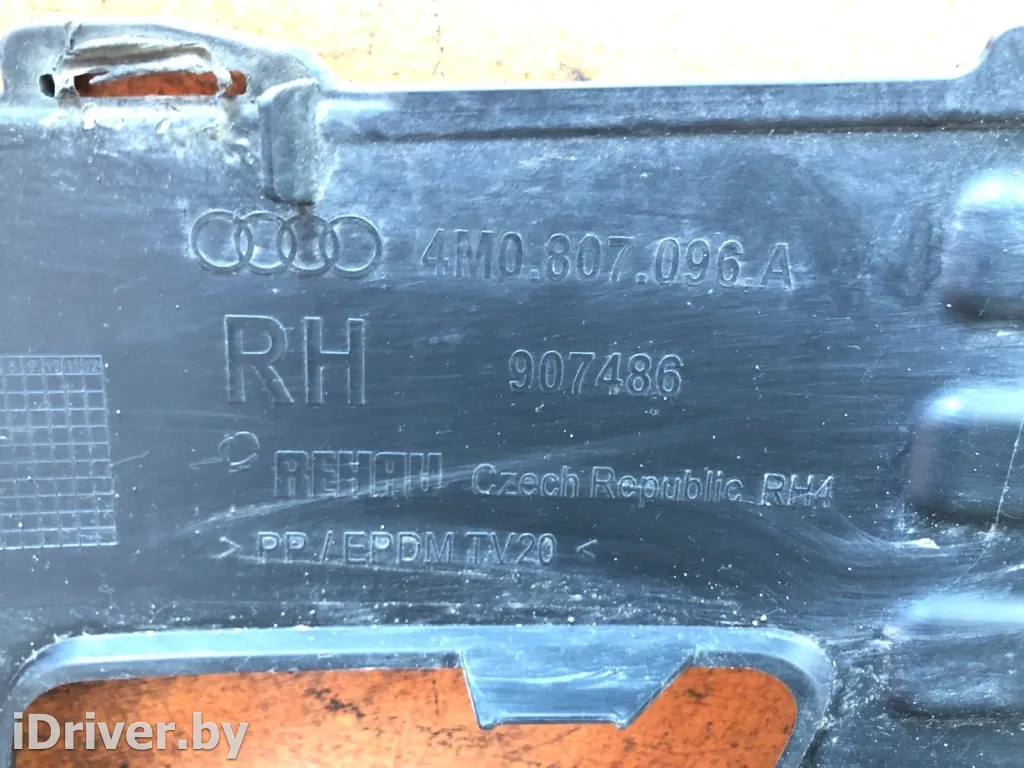 4M0.807.096.A
RH 907486
REHAU Czech Republic RH4
> PP / EPDM TV20 <
iDriver.by